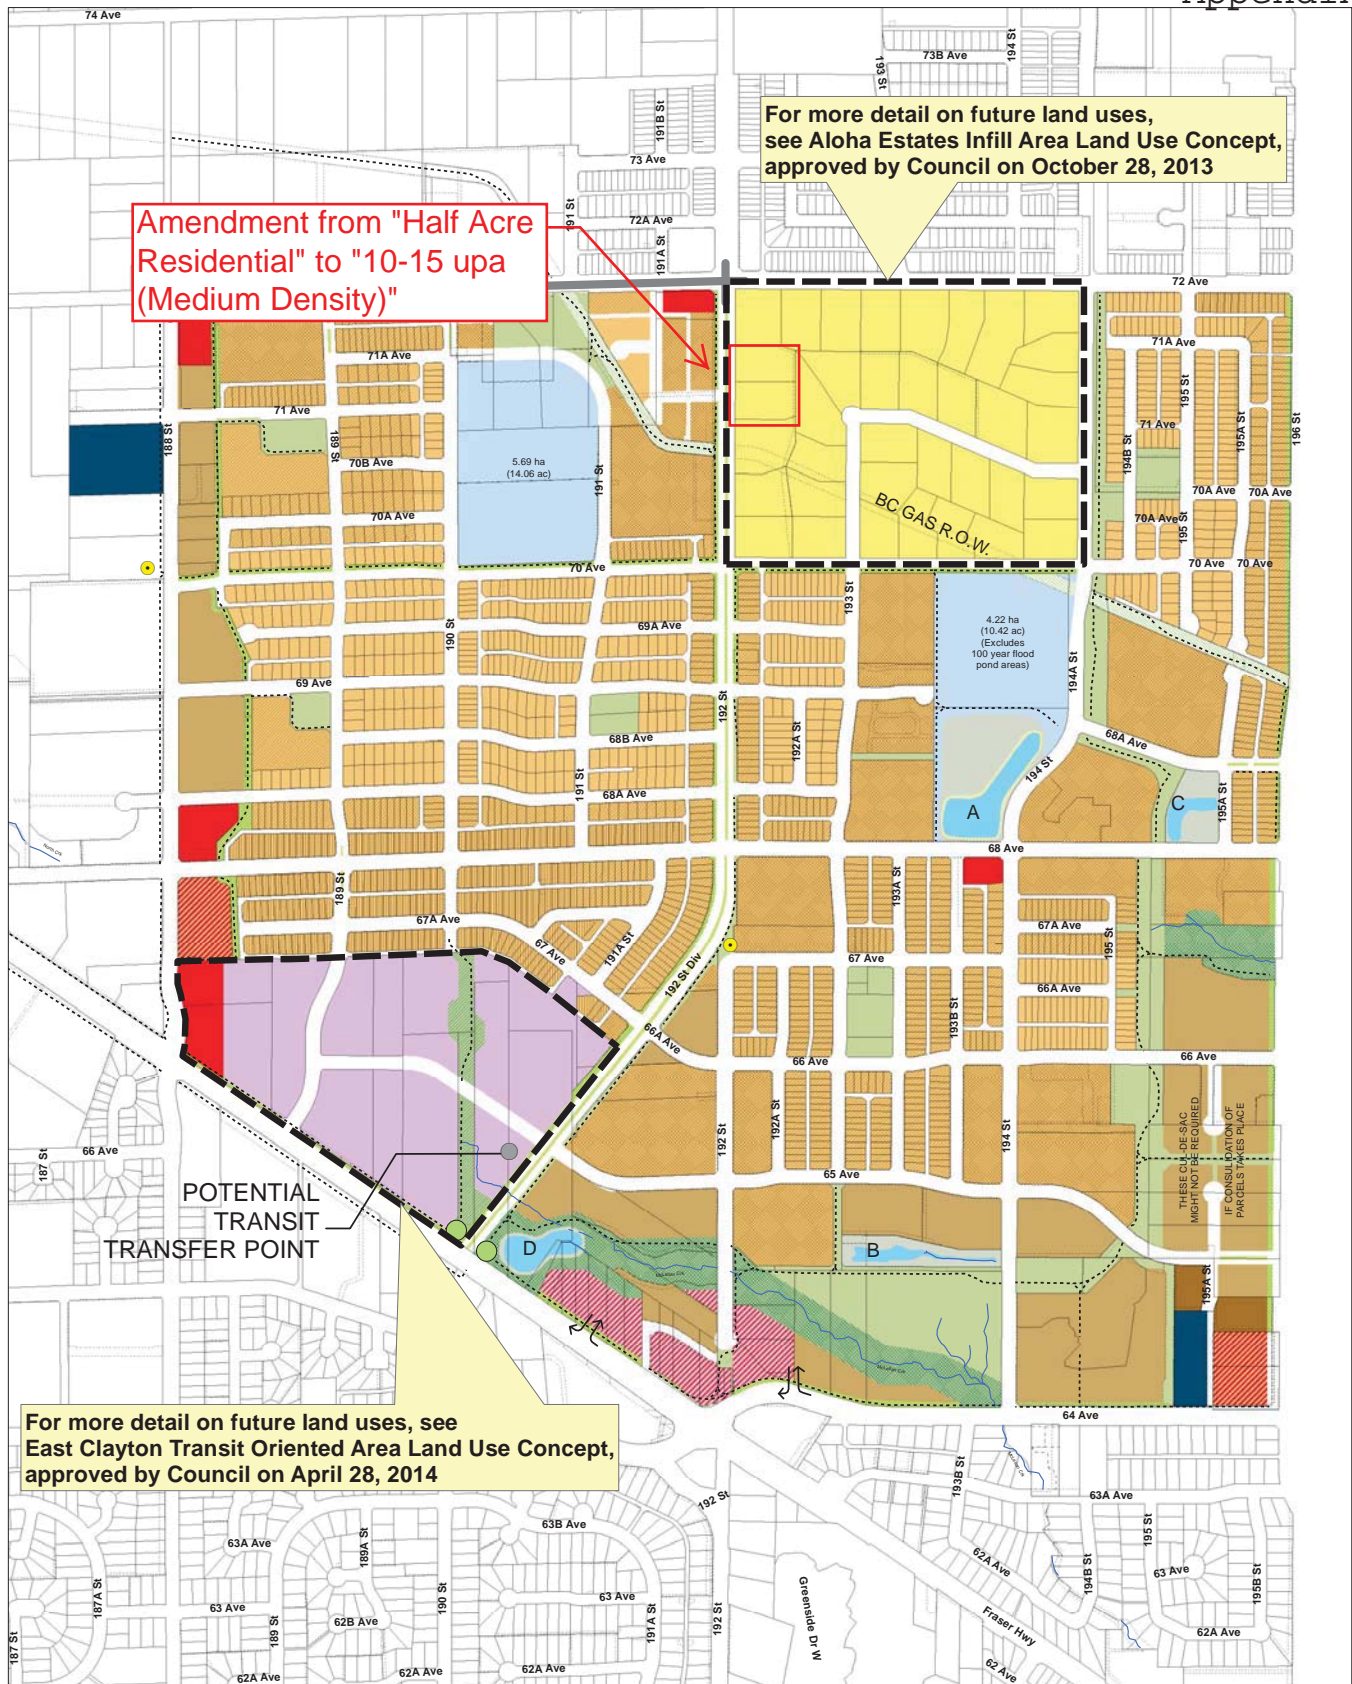 74 Ave
73B Ave
194 St
193 St
191B St
73 Ave
For more detail on future land uses,
see Aloha Estates Infill Area Land Use Concept,
approved by Council on October 28, 2013
191 St
72A Ave
191A St
Amendment from "Half Acre
Residential" to "10-15 upa
(Medium Density)"
72 Ave
71A Ave
71A Ave
195 St
188 St
71 Ave
189 St
70B Ave
5.69 ha
(14.06 ac)
191 St
71 Ave
194B St
195A St
196 St
70A Ave
70A Ave
70A Ave
70A Ave
195 St
BC GAS R.O.W.
70 Ave
70 Ave
70 Ave
193 St
190 St
69A Ave
4.22 ha
(10.42 ac)
(Excludes
100 year flood
pond areas)
194A St
69 Ave
192 St
68B Ave
192A St
68A Ave
194 St
191 St
68A Ave
A
C
195A St
68 Ave
189 St
67A Ave
193A St
67A Ave
195 St
67 Ave
191A St
192 St Div
67 Ave
66A Ave
193B St
66A Ave
66 Ave
66 Ave
192A St
192 St
194 St
THESE CUL-DE-SAC
MIGHT NOT BE REQUIRED
IF CONSULIDATION OF
PARCELS TAKES PLACE
187 St
66 Ave
65 Ave
POTENTIAL
TRANSIT
TRANSFER POINT
D
B
195A St
64 Ave
For more detail on future land uses, see
East Clayton Transit Oriented Area Land Use Concept,
approved by Council on April 28, 2014
192 St
193B St
63A Ave
63B Ave
195 St
63A Ave
189A St
62A Ave
194B St
63 Ave
195B St
187A St
190 St
63 Ave
63 Ave
62B Ave
189 St
191A St
192 St
Greenside Dr W
Fraser Hwy
62A Ave
187 St
62A Ave
62A Ave
62A Ave
62 Ave